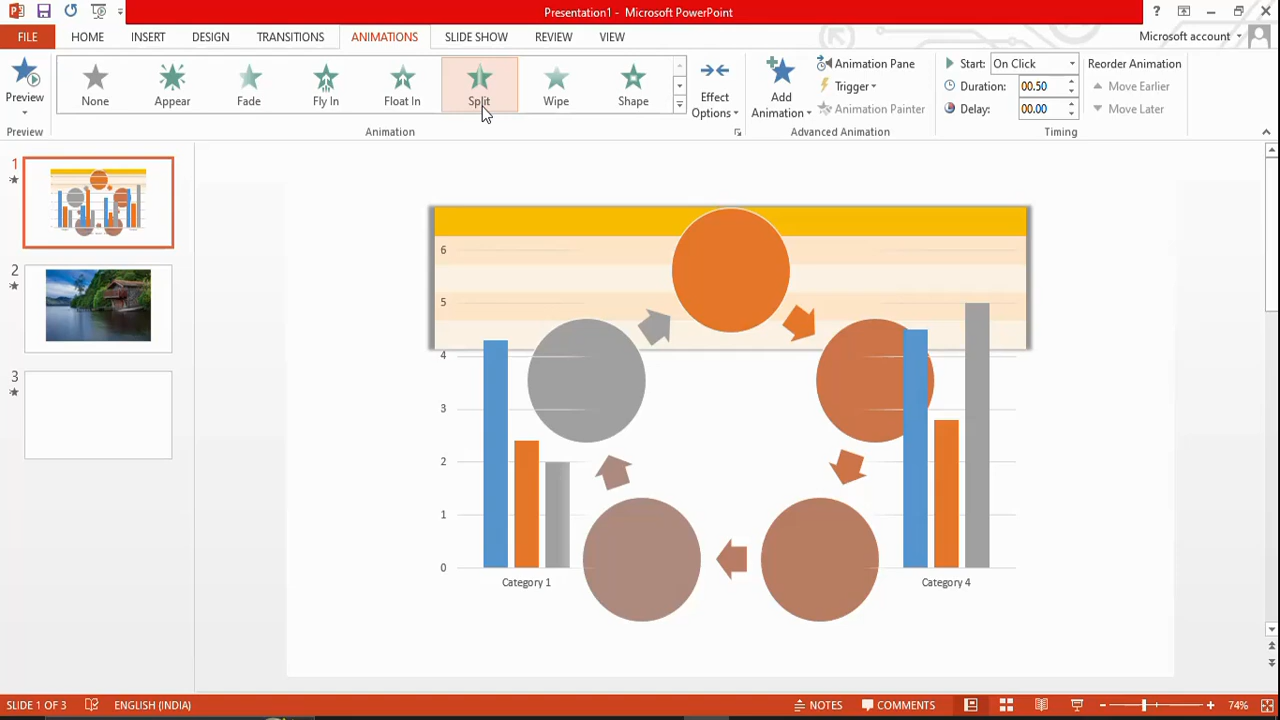 Presentation1 - Microsoft PowerPoint
?
FILE HOME INSERT DESIGN TRANSITIONS ANIMATIONS SLIDE SHOW REVIEW VIEW Microsoft account
Preview
None Appear Fade Fly In Float In Split Wipe Shape
Effect
Options
Add
Animation
Animation Pane
Trigger
Animation Painter
Start: On Click
Duration: 00.50
Delay: 00.00
Reorder Animation
Move Earlier
Move Later
Preview Animation Advanced Animation Timing
1
2
3
6
5
4
3
2
1
0
Category 1 Category 4
SLIDE 1 OF 3 ENGLISH (INDIA) NOTES COMMENTS 74%